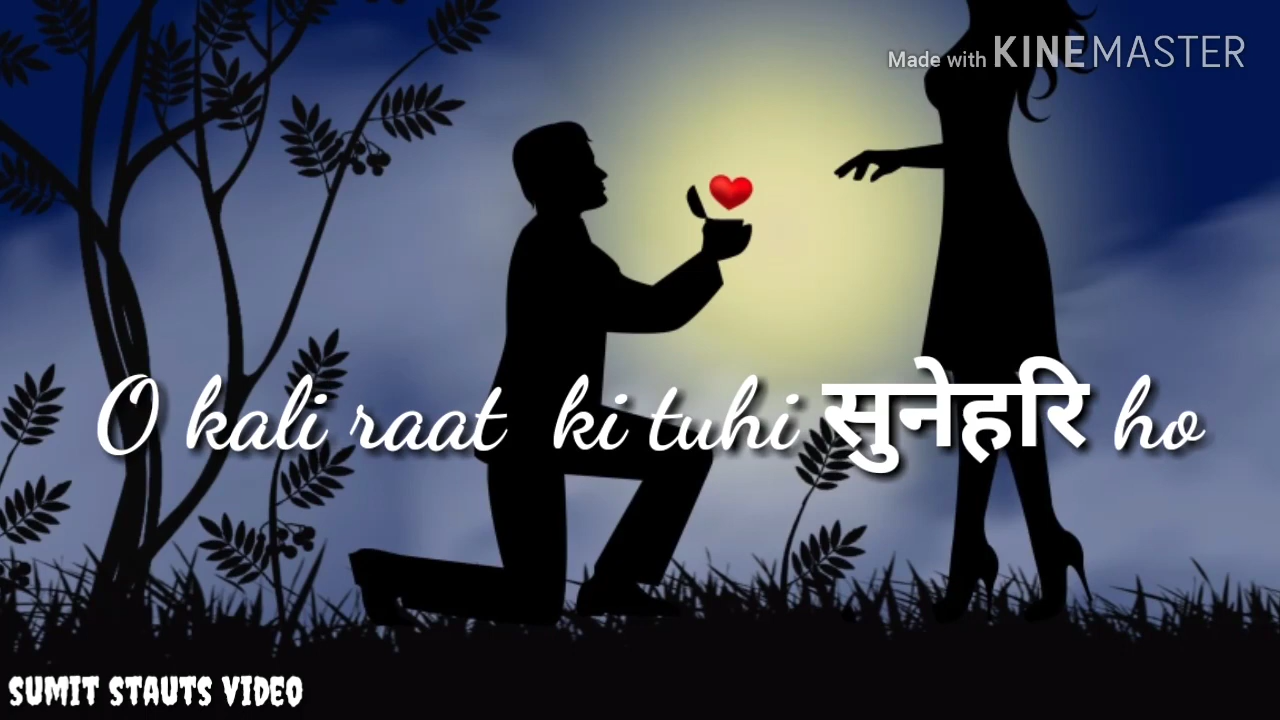 Made with KINEMASTER
O kali raat ki tuhi सुनेहरि ho
SUMIT STAUTS VIDEO